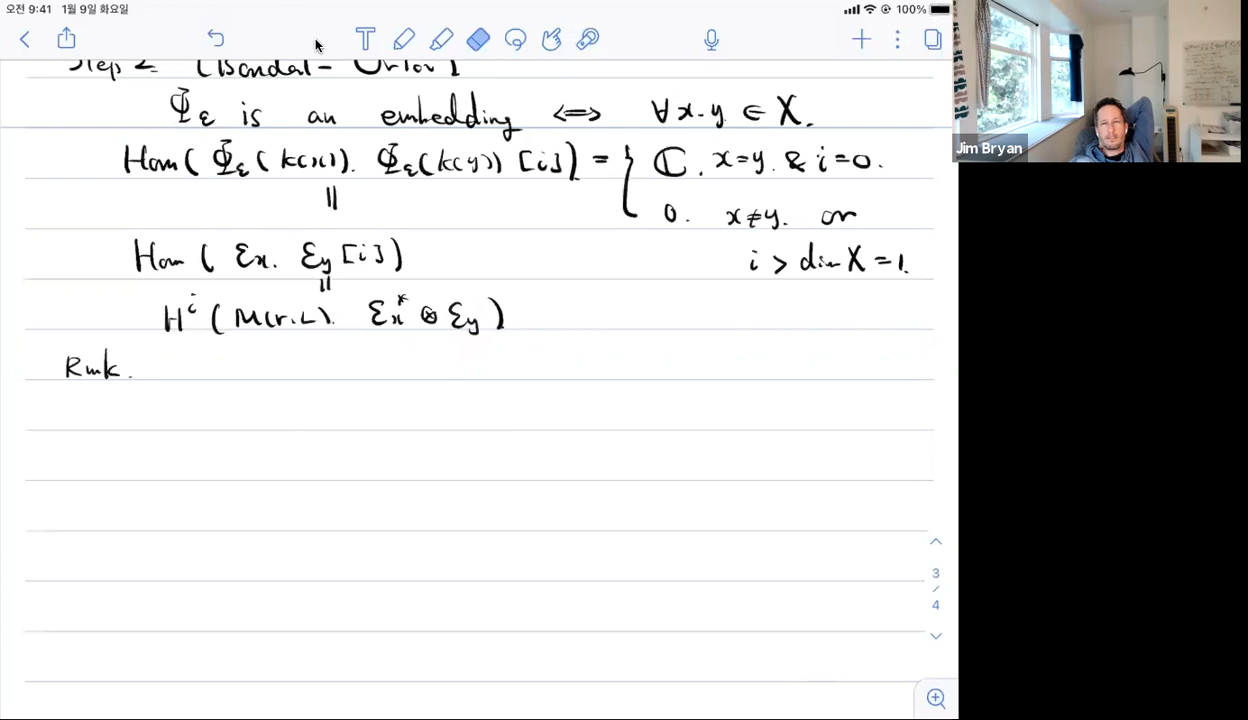 오전 9:41 1월 9일 화요일
100%
Step 2. (Bondal - Orlov)
Φ_ε is an embedding ⟺ ∀ x, y ∈ X.
Hom( Φ_ε(k(x)), Φ_ε(k(y)) [i]) = { ℂ, x=y. & i=0.
0. x≠y. or
i > dim X = 1.
||
Hom( ε_x. ε_y [i])
||
H^i ( M(r.L). ε_x^* ⊗ ε_y )
Rmk.
3
/
4
Jim Bryan